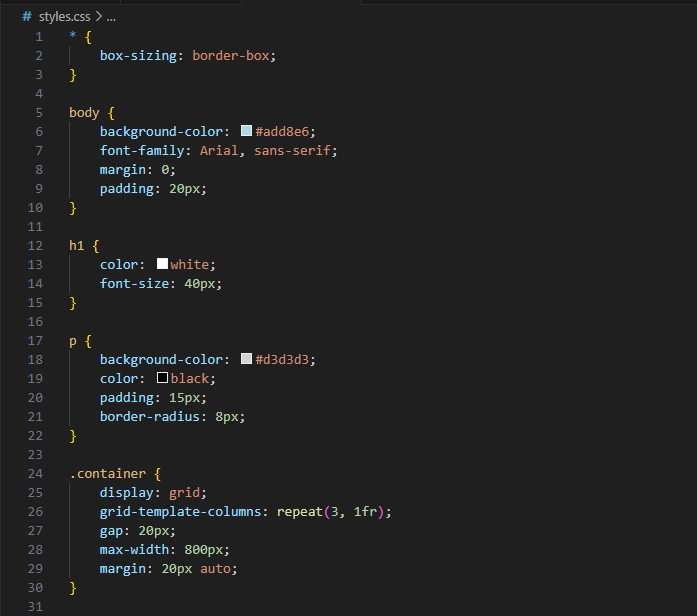 # styles.css > ...
1 * {
2     box-sizing: border-box;
3 }
4
5 body {
6     background-color: #add8e6;
7     font-family: Arial, sans-serif;
8     margin: 0;
9     padding: 20px;
10 }
11
12 h1 {
13     color: white;
14     font-size: 40px;
15 }
16
17 p {
18     background-color: #d3d3d3;
19     color: black;
20     padding: 15px;
21     border-radius: 8px;
22 }
23
24 .container {
25     display: grid;
26     grid-template-columns: repeat(3, 1fr);
27     gap: 20px;
28     max-width: 800px;
29     margin: 20px auto;
30 }
31